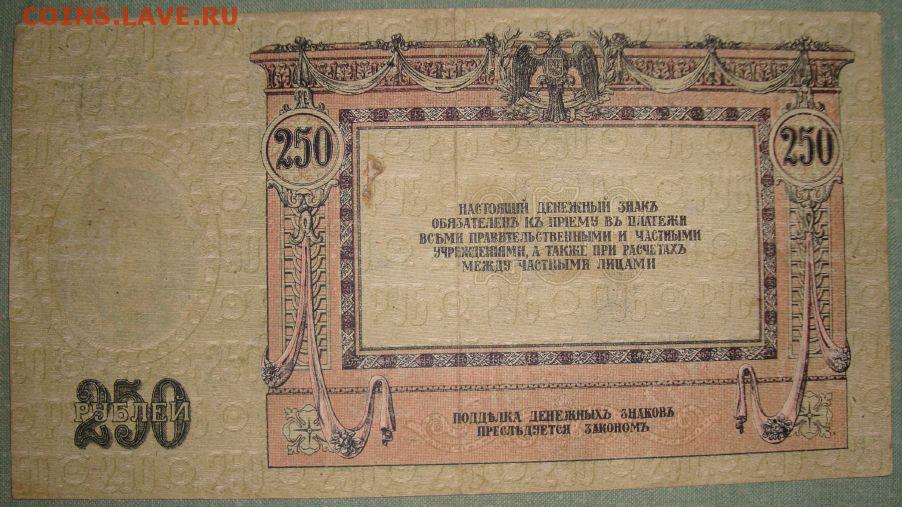 COINS.LAVE.RU
250
250
НАСТОЯЩІЙ ДЕНЕЖНЫЙ ЗНАКЪ
ОБЯЗАТЕЛЕНЪ КЪ ПРІЕМУ ВЪ ПЛАТЕЖИ
ВСѢМИ ПРАВИТЕЛЬСТВЕННЫМИ И ЧАСТНЫМИ
УЧРЕЖДЕНІЯМИ, А ТАКЖЕ ПРИ РАСЧЕТАХЪ
МЕЖДУ ЧАСТНЫМИ ЛИЦАМИ
250
РУБЛЕЙ
ПОДДѢЛКА ДЕНЕЖНЫХЪ ЗНАКОВЪ
ПРЕСЛѢДУЕТСЯ ЗАКОНОМЪ